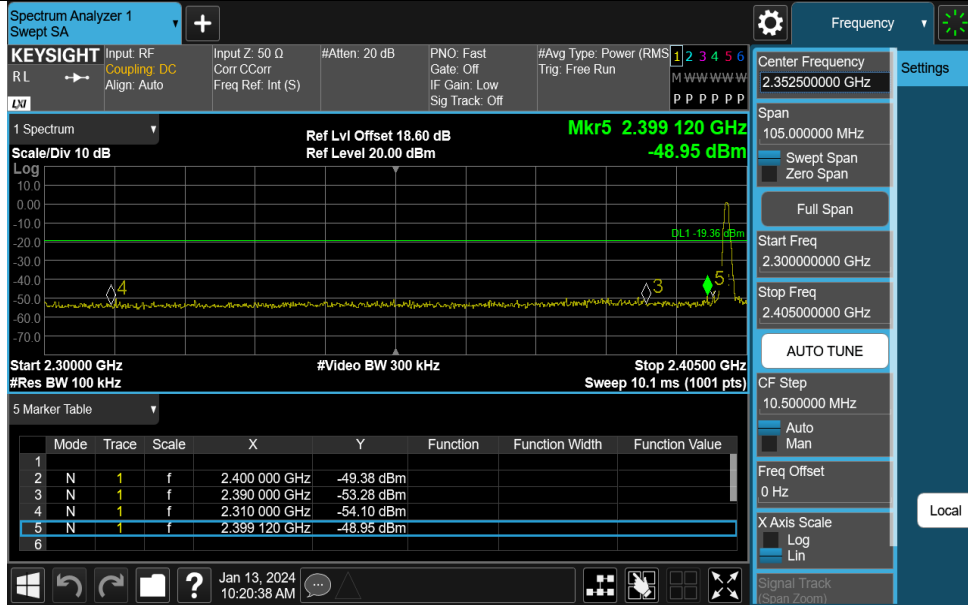 Spectrum Analyzer 1
Swept SA
+
Frequency
KEYSIGHT
R L
LXI
Input: RF
Coupling: DC
Align: Auto
Input Z: 50 Ω
Corr CCorr
Freq Ref: Int (S)
#Atten: 20 dB
PNO: Fast
Gate: Off
IF Gain: Low
Sig Track: Off
#Avg Type: Power (RMS
Trig: Free Run
1 2 3 4 5 6
M W W W W W
P P P P P P
1 Spectrum
Scale/Div 10 dB
Ref Lvl Offset 18.60 dB
Ref Level 20.00 dBm
Mkr5 2.399 120 GHz
-48.95 dBm
Log
10.0
0.00
-10.0
-20.0
-30.0
-40.0
-50.0
-60.0
-70.0
DL1 -19.36 dBm
4
3
5
Start 2.30000 GHz
#Res BW 100 kHz
#Video BW 300 kHz
Stop 2.40500 GHz
Sweep 10.1 ms (1001 pts)
5 Marker Table
Mode Trace Scale X Y Function Function Width Function Value
1
2 N 1 f 2.400 000 GHz -49.38 dBm
3 N 1 f 2.390 000 GHz -53.28 dBm
4 N 1 f 2.310 000 GHz -54.10 dBm
5 N 1 f 2.399 120 GHz -48.95 dBm
6
? Jan 13, 2024
10:20:38 AM
Center Frequency
2.352500000 GHz
Settings
Span
105.000000 MHz
Swept Span
Zero Span
Full Span
Start Freq
2.300000000 GHz
Stop Freq
2.405000000 GHz
AUTO TUNE
CF Step
10.500000 MHz
Auto
Man
Freq Offset
0 Hz
Local
X Axis Scale
Log
Lin
Signal Track
(Span Zoom)